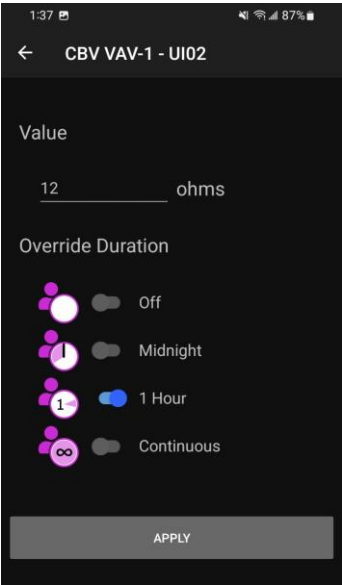 1:37 87%
CBV VAV-1 - UI02
Value
12 ohms
Override Duration
Off
Midnight
1 1 Hour
∞ Continuous
APPLY